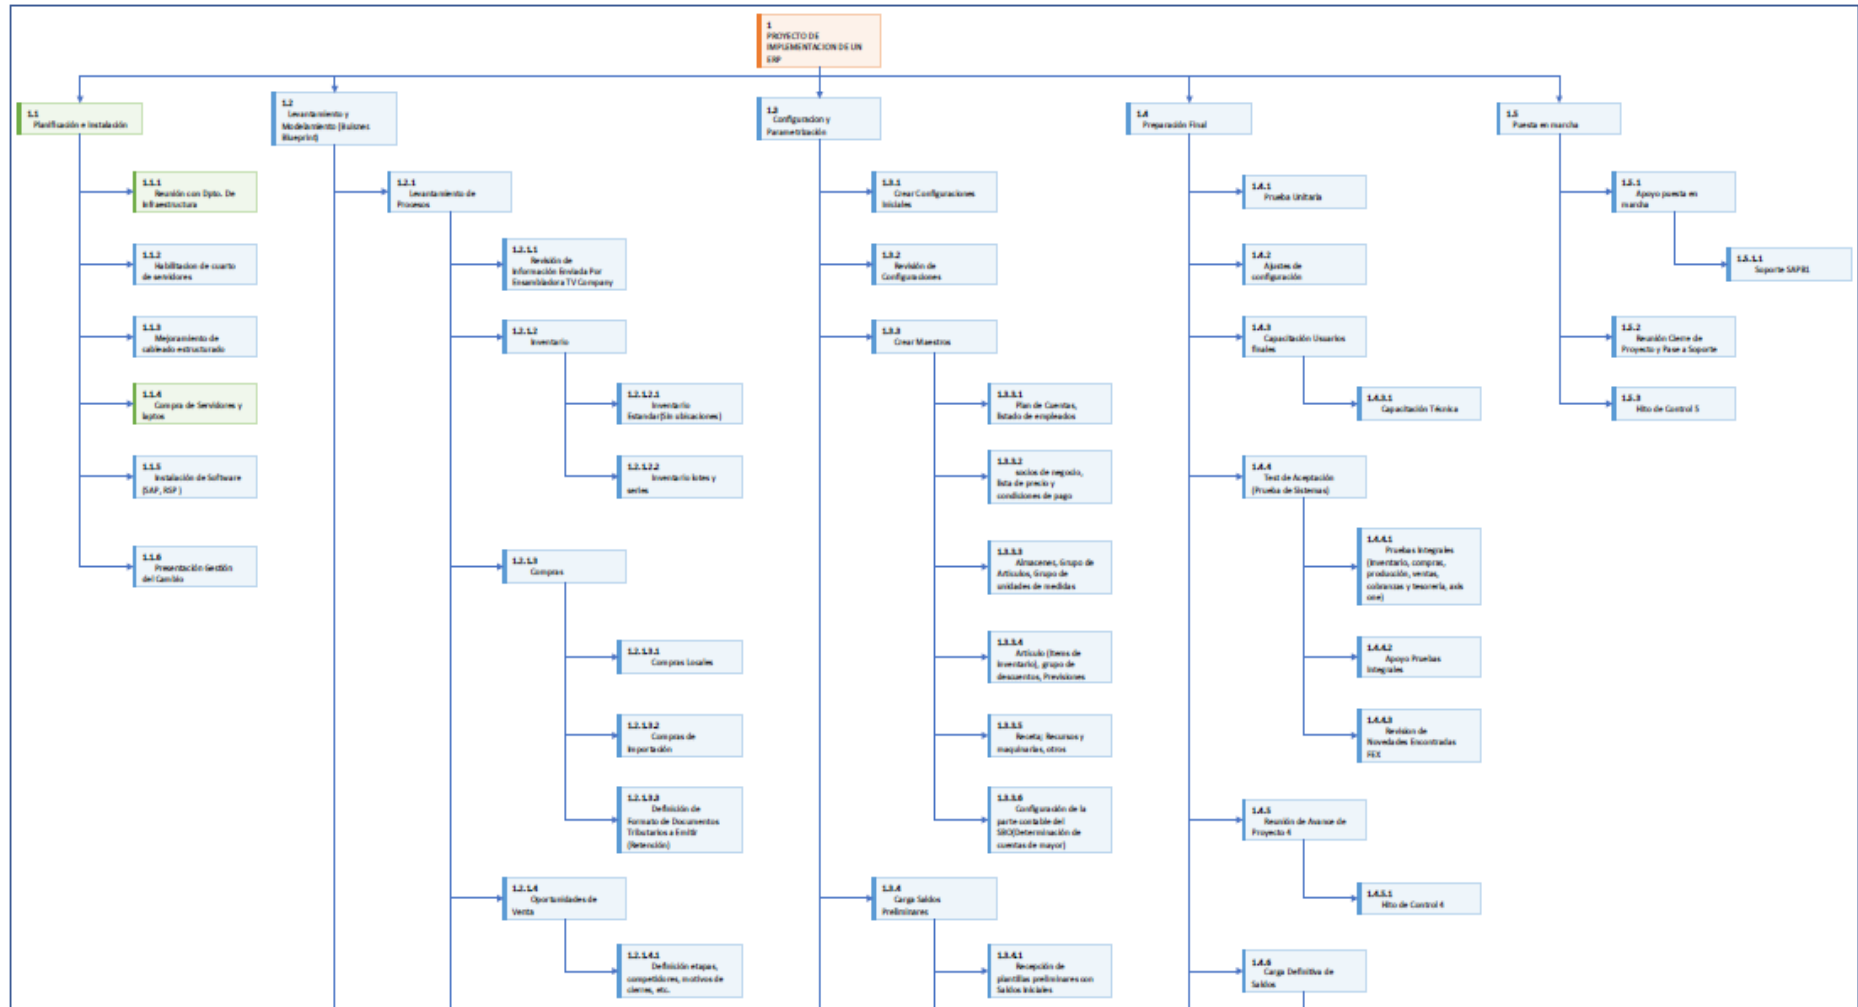 1
PROYECTO DE
IMPLEMENTACION DE UN
ERP
1.1
Planificación e Instalación
1.1.1
Reunión con Dpto. De
Infraestructura
1.1.2
Habilitacion de cuarto
de servidores
1.1.3
Mejoramiento de
cableado estructurado
1.1.4
Compra de Servidores y
laptos
1.1.5
Instalación de Software
(SAP, RSP )
1.1.6
Presentación Gestión
del Cambio
1.2
Levantamiento y
Modelamiento (Buisnes
Blueprint)
1.2.1
Levantamiento de
Procesos
1.2.1.1
Revisión de
Información Enviada Por
Ensambladora TV Company
1.2.1.2
Inventario
1.2.1.2.1
Inventario
Estandar(Sin ubicaciones)
1.2.1.2.2
Inventario lotes y
series
1.2.1.3
Compras
1.2.1.3.1
Compras Locales
1.2.1.3.2
Compras de
Importación
1.2.1.3.3
Definición de
Formato de Documentos
Tributarios a Emitir
(Retención)
1.2.1.4
Oportunidades de
Venta
1.2.1.4.1
Definición etapas,
competidores, motivos de
cierres, etc.
1.3
Configuracion y
Parametrización
1.3.1
Crear Configuraciones
Iniciales
1.3.2
Revisión de
Configuraciones
1.3.3
Crear Maestros
1.3.3.1
Plan de Cuentas,
listado de empleados
1.3.3.2
socios de negocio,
lista de precio y
condiciones de pago
1.3.3.3
Almacenes, Grupo de
Artículos, Grupo de
unidades de medidas
1.3.3.4
Artículo (Items de
Inventario), grupo de
descuentos, Previsiones
1.3.3.5
Receta; Recursos y
maquinarias, otros
1.3.3.6
Configuración de la
parte contable del
SBO(Determinación de
cuentas de mayor)
1.3.4
Carga Saldos
Preliminares
1.3.4.1
Recepción de
plantillas preliminares con
Saldos Iniciales
1.4
Preparación Final
1.4.1
Prueba Unitaria
1.4.2
Ajustes de
configuración
1.4.3
Capacitación Usuarios
finales
1.4.3.1
Capacitación Técnica
1.4.4
Test de Aceptación
(Prueba de Sistemas)
1.4.4.1
Pruebas Integrales
(Inventario, compras,
producción, ventas,
cobranzas y tesorería, axis
one)
1.4.4.2
Apoyo Pruebas
Integrales
1.4.4.3
Revision de
Novedades Encontradas
FEX
1.4.5
Reunión de Avance de
Proyecto 4
1.4.5.1
Hito de Control 4
1.4.6
Carga Definitiva de
Saldos
1.5
Puesta en marcha
1.5.1
Apoyo puesta en
marcha
1.5.1.1
Soporte SAPB1
1.5.2
Reunión Cierre de
Proyecto y Pase a Soporte
1.5.3
Hito de Control 5